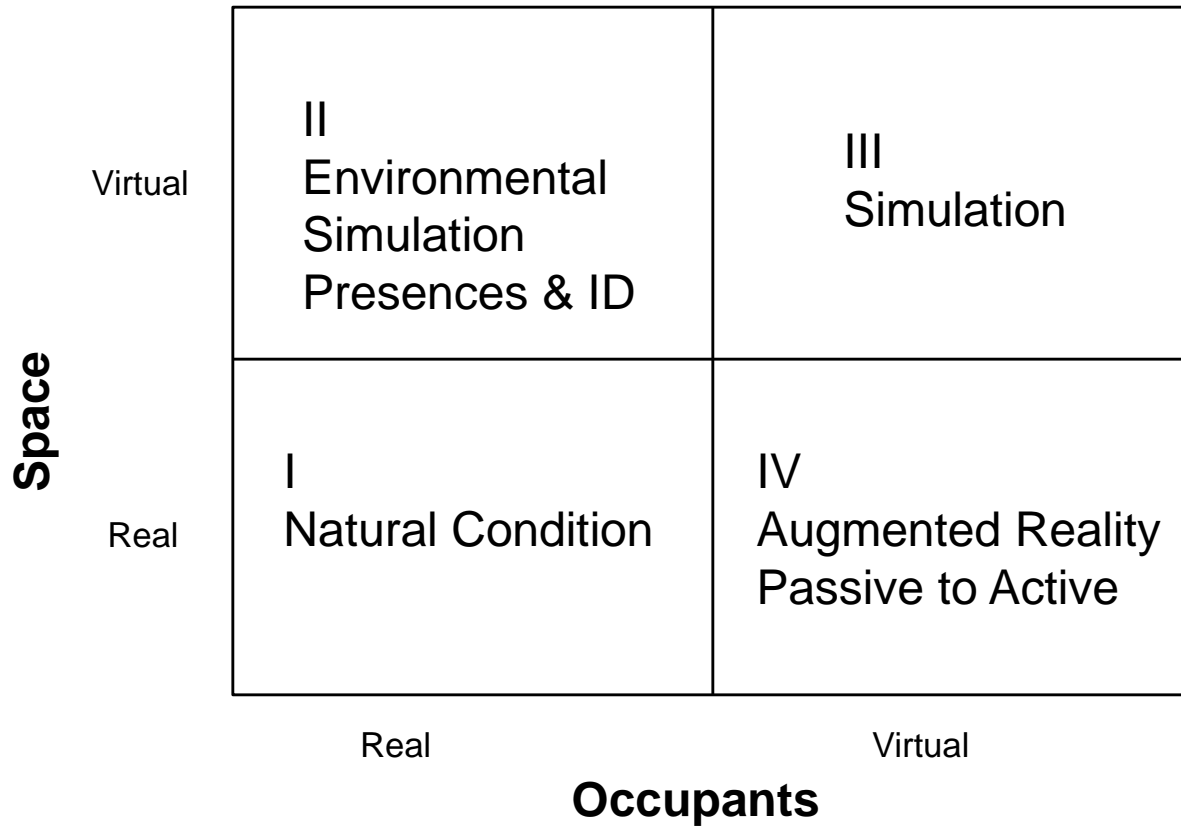 II
Environmental
Simulation
Presences & ID
III
Simulation
Virtual
Space
I
Natural Condition
IV
Augmented Reality
Passive to Active
Real
Real
Virtual
Occupants